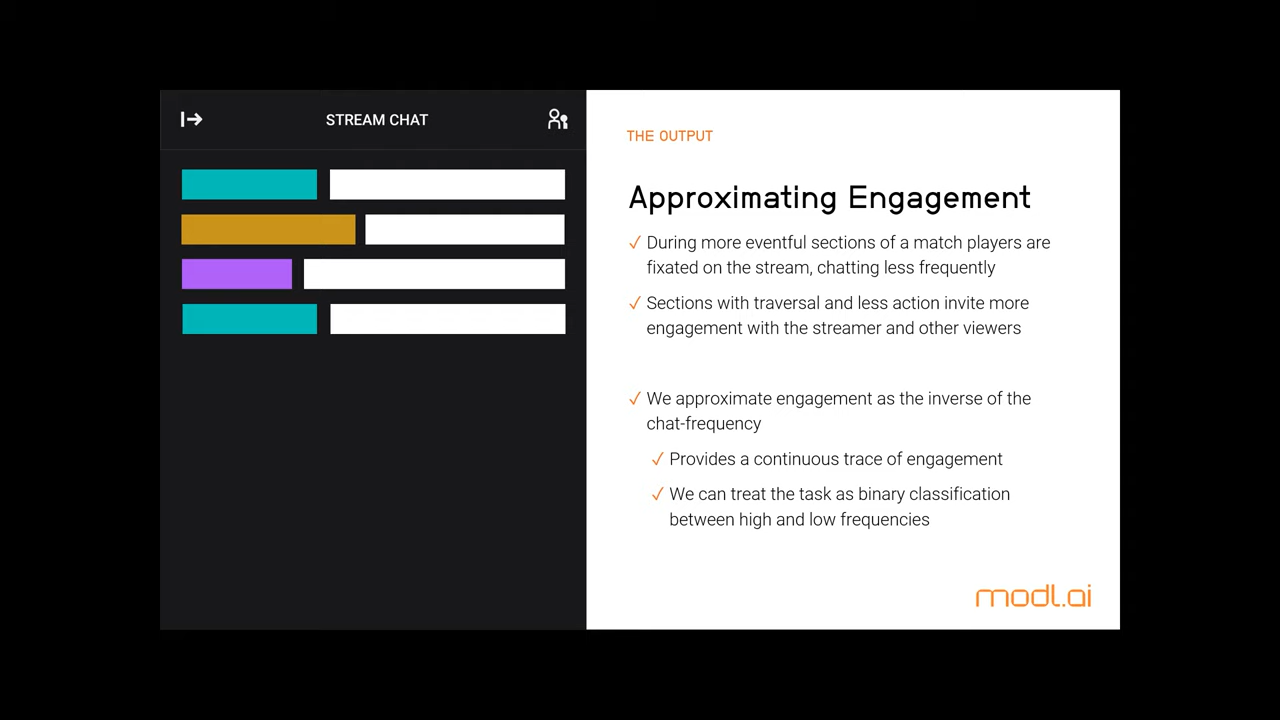 STREAM CHAT
THE OUTPUT
Approximating Engagement
✓ During more eventful sections of a match players are
fixated on the stream, chatting less frequently
✓ Sections with traversal and less action invite more
engagement with the streamer and other viewers
✓ We approximate engagement as the inverse of the
chat-frequency
✓ Provides a continuous trace of engagement
✓ We can treat the task as binary classification
between high and low frequencies
modl.ai